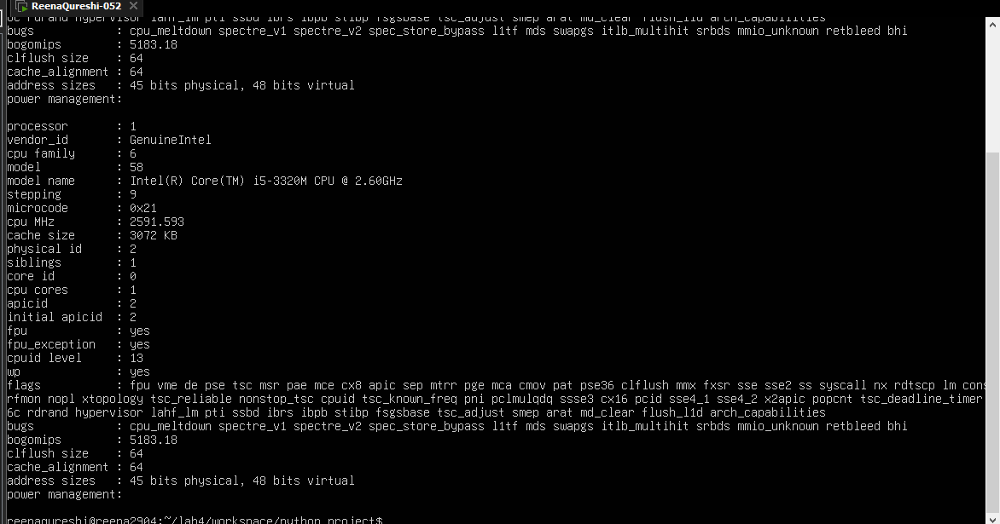 ReenaQureshi-052
6c rdrand hypervisor lahf_lm pti ssbd ibrs ibpb stibp fsgsbase tsc_adjust smep arat md_clear flush_l1d arch_capabilities
bugs : cpu_meltdown spectre_v1 spectre_v2 spec_store_bypass l1tf mds swapgs itlb_multihit srbds mmio_unknown retbleed bhi
bogomips : 5183.18
clflush size : 64
cache_alignment : 64
address sizes : 45 bits physical, 48 bits virtual
power management:
processor : 1
vendor_id : GenuineIntel
cpu family : 6
model : 58
model name : Intel(R) Core(TM) i5-3320M CPU @ 2.60GHz
stepping : 9
microcode : 0x21
cpu MHz : 2591.593
cache size : 3072 KB
physical id : 2
siblings : 1
core id : 0
cpu cores : 1
apicid : 2
initial apicid : 2
fpu : yes
fpu_exception : yes
cpuid level : 13
wp : yes
flags : fpu vme de pse tsc msr pae mce cx8 apic sep mtrr pge mca cmov pat pse36 clflush mmx fxsr sse sse2 ss syscall nx rdtscp lm cons
rfmon nopl xtopology tsc_reliable nonstop_tsc cpuid tsc_known_freq pni pclmulqdq ssse3 cx16 pcid sse4_1 sse4_2 x2apic popcnt tsc_deadline_timer
6c rdrand hypervisor lahf_lm pti ssbd ibrs ibpb stibp fsgsbase tsc_adjust smep arat md_clear flush_l1d arch_capabilities
bugs : cpu_meltdown spectre_v1 spectre_v2 spec_store_bypass l1tf mds swapgs itlb_multihit srbds mmio_unknown retbleed bhi
bogomips : 5183.18
clflush size : 64
cache_alignment : 64
address sizes : 45 bits physical, 48 bits virtual
power management:
reenaqureshi@reena2904:~/lab4/workspace/python_project$